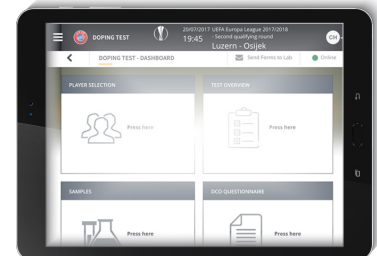 20/07/2017 UEFA Europa League 2017/2018
DOPING TEST
19:45 - Second qualifying round
CH
Luzern - Osijek
DOPING TEST - DASHBOARD
Send Forms to Lab
Online
PLAYER SELECTION
TEST OVERVIEW
Press here
Press here
SAMPLES
DCO QUESTIONNAIRE
Press here
Press here